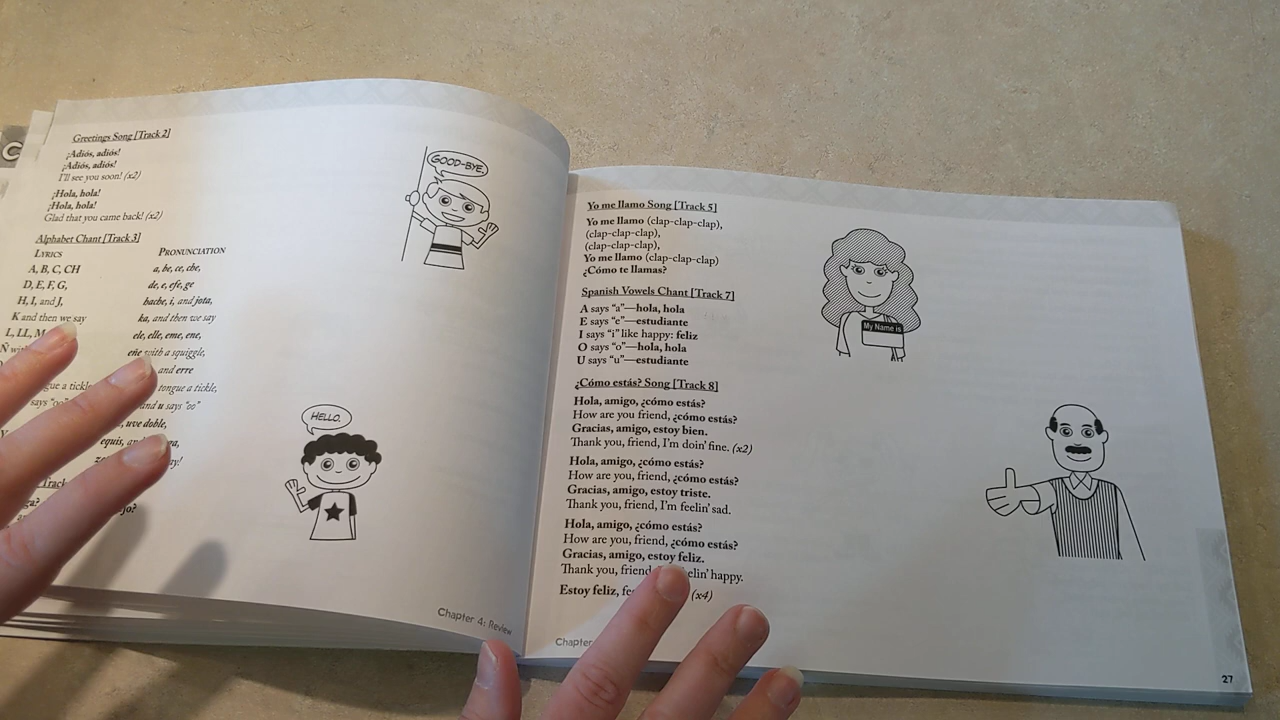 C
Greetings Song [Track 2]
¡Adiós, adiós!
¡Adiós, adiós!
I'll see you soon! (x2)
¡Hola, hola!
¡Hola, hola!
Glad that you came back! (x2)
Alphabet Chant [Track 3]
LYRICS PRONUNCIATION
A, B, C, CH a, be, ce, che,
D, E, F, G, de, e, efe, ge
H, I, and J, hache, i, and jota,
K and then we say ka, and then we say
L, LL, M ele, elle, eme, ene,
Ñ eñe with a squiggle,
and erre
a tickle tongue a tickle,
says "oo" and u says "oo"
uve doble,
equis,
GOOD-BYE.
HELLO.
Chapter 4: Review
Yo me llamo Song [Track 5]
Yo me llamo (clap-clap-clap),
(clap-clap-clap),
(clap-clap-clap),
Yo me llamo (clap-clap-clap)
¿Cómo te llamas?
Spanish Vowels Chant [Track 7]
A says "a"—hola, hola
E says "e"—estudiante
I says "i" like happy: feliz
O says "o"—hola, hola
U says "u"—estudiante
My Name is
¿Cómo estás? Song [Track 8]
Hola, amigo, ¿cómo estás?
How are you friend, ¿cómo estás?
Gracias, amigo, estoy bien.
Thank you, friend, I'm doin' fine. (x2)
Hola, amigo, ¿cómo estás?
How are you, friend, ¿cómo estás?
Gracias, amigo, estoy triste.
Thank you, friend, I'm feelin' sad.
Hola, amigo, ¿cómo estás?
How are you, friend, ¿cómo estás?
Gracias, amigo, estoy feliz.
Thank you, friend happy.
Estoy feliz, (x4)
Chapter
27